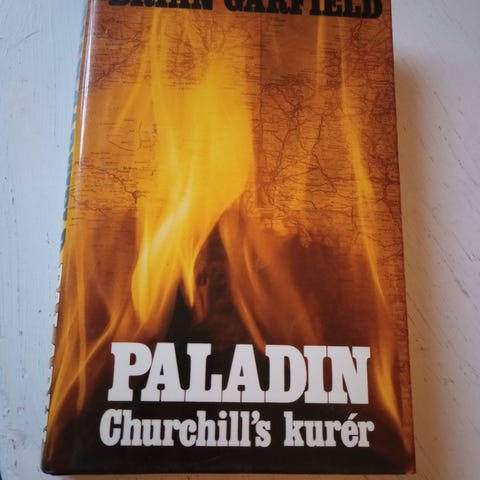 BRIAN GARFIELD
PALADIN
Churchill's kurér